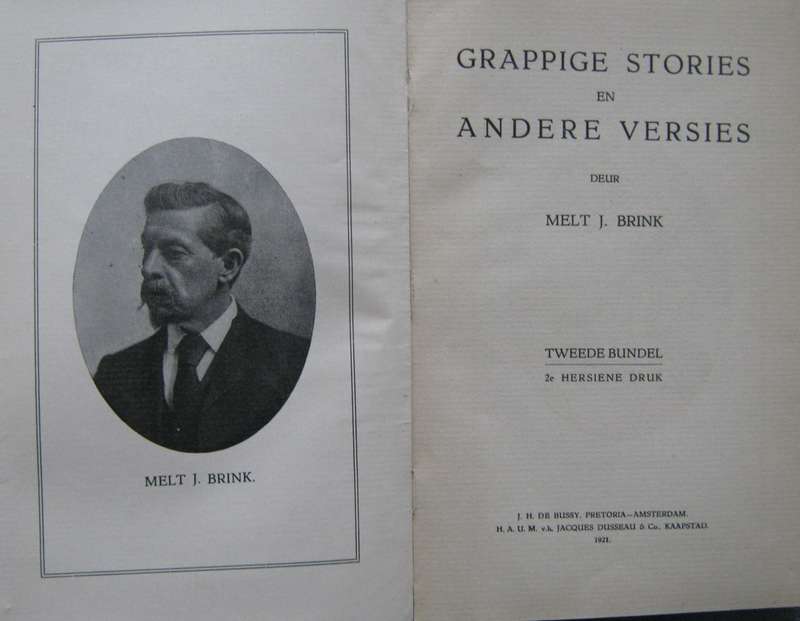 MELT J. BRINK.
GRAPPIGE STORIES
EN
ANDERE VERSIES
DEUR
MELT J. BRINK
TWEEDE BUNDEL
2e HERSIENE DRUK
J. H. DE BUSSY, PRETORIA—AMSTERDAM.
H. A. U. M. v.h. JACQUES DUSSEAU & Co., KAAPSTAD.
1921.